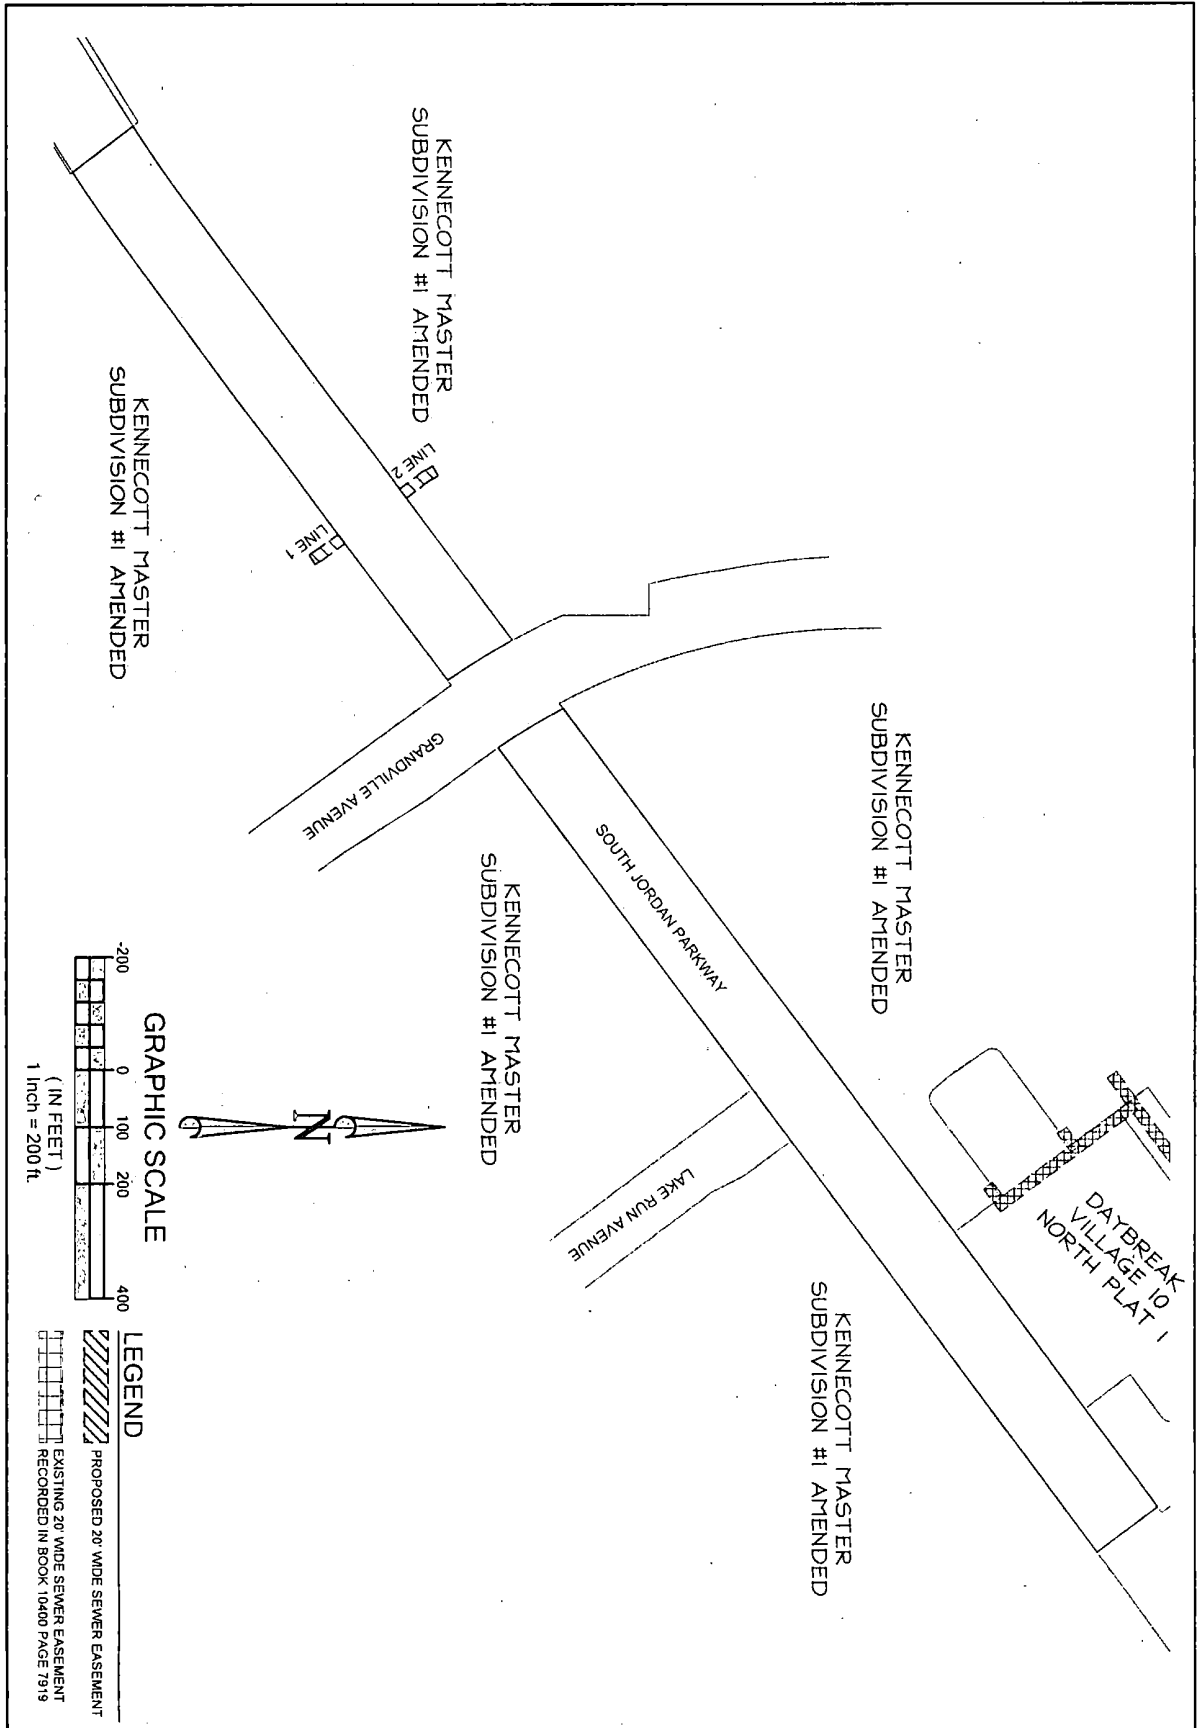 KENNECOTT MASTER
SUBDIVISION #1 AMENDED
KENNECOTT MASTER
SUBDIVISION #1 AMENDED
LINE 2
LINE 1
GRANDVILLE AVENUE
SOUTH JORDAN PARKWAY
KENNECOTT MASTER
SUBDIVISION #1 AMENDED
KENNECOTT MASTER
SUBDIVISION #1 AMENDED
LAKE RUN AVENUE
DAYBREAK
VILLAGE 10
NORTH PLAT 1
KENNECOTT MASTER
SUBDIVISION #1 AMENDED
N
GRAPHIC SCALE
-200 0 100 200 400
( IN FEET )
1 inch = 200 ft.
LEGEND
PROPOSED 20' WIDE SEWER EASEMENT
EXISTING 20' WIDE SEWER EASEMENT
RECORDED IN BOOK 10400 PAGE 7919